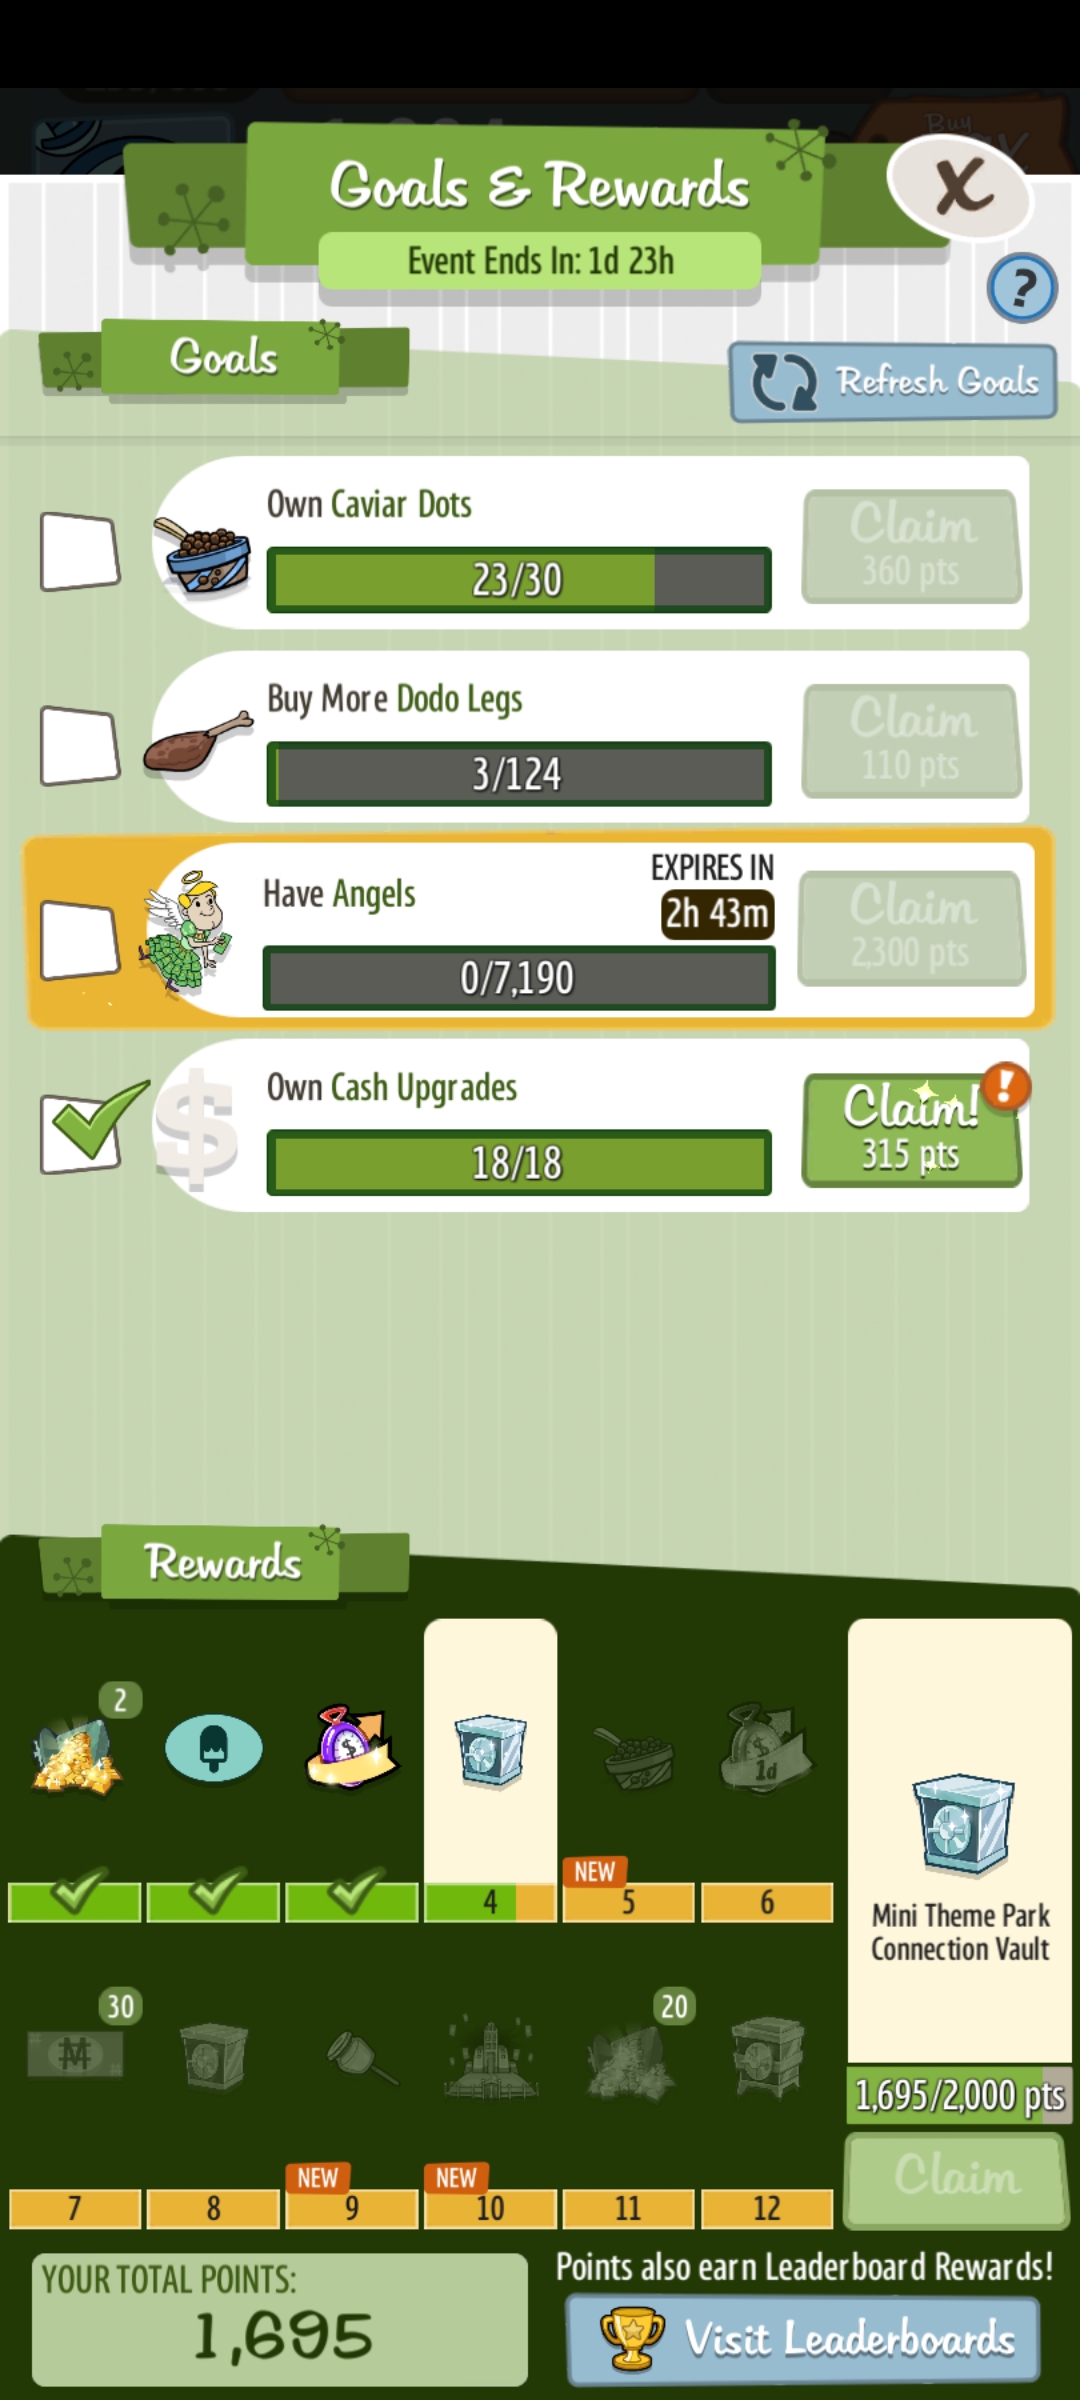 Buy
Goals & Rewards
X
Event Ends In: 1d 23h
?
Goals
Refresh Goals
Own Caviar Dots
23/30
Claim
360 pts
Buy More Dodo Legs
3/124
Claim
110 pts
Have Angels
EXPIRES IN
2h 43m
0/7,190
Claim
2,300 pts
Own Cash Upgrades
$
18/18
Claim!
315 pts
!
Rewards
2
$
$
1d
4
NEW
5
6
Mini Theme Park
Connection Vault
30
20
1,695/2,000 pts
Claim
7
8
NEW
9
NEW
10
11
12
YOUR TOTAL POINTS:
1,695
Points also earn Leaderboard Rewards!
Visit Leaderboards